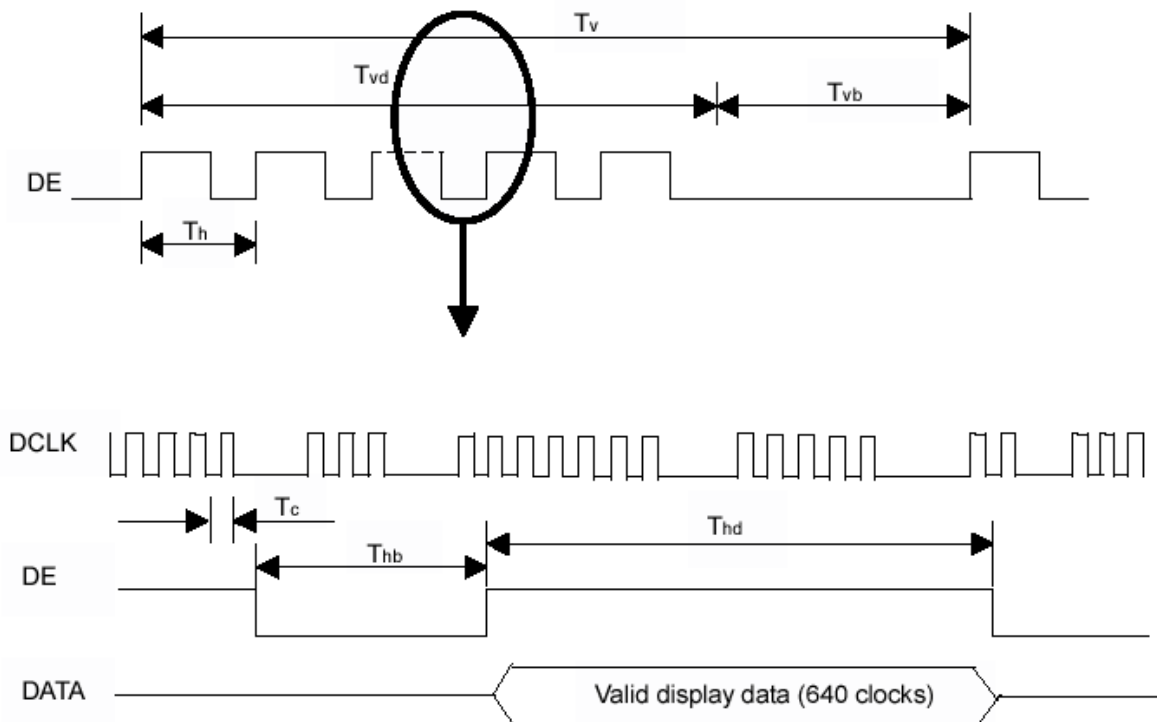 Tv
Tvd
Tvb
DE
Th
DCLK
Tc
Thb
Thd
DE
DATA
Valid display data (640 clocks)